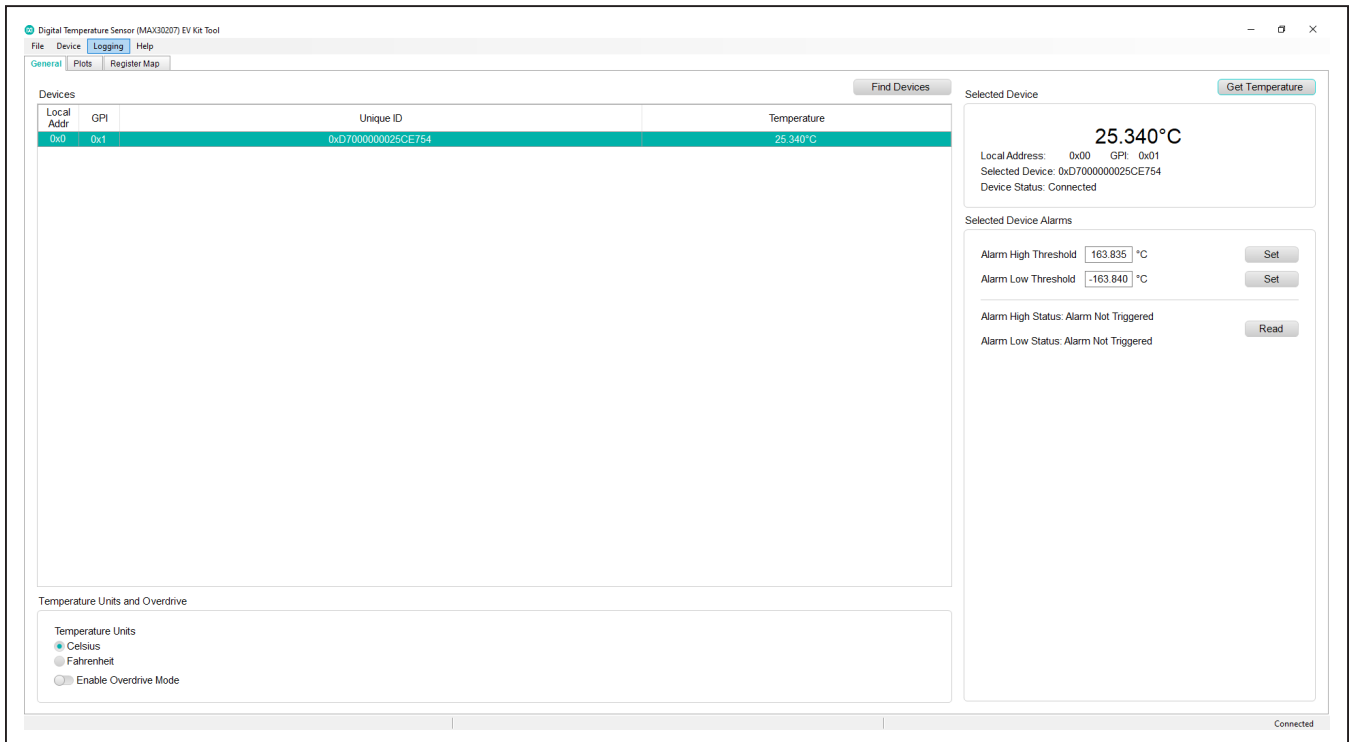 Digital Temperature Sensor (MAX30207) EV Kit Tool
File Device Logging Help
General Plots Register Map
Devices
Find Devices
Local Addr GPI Unique ID Temperature
0x0 0x1 0xD7000000025CE754 25.340°C
Temperature Units and Overdrive
Temperature Units
Celsius
Fahrenheit
Enable Overdrive Mode
Selected Device
Get Temperature
25.340°C
Local Address: 0x00 GPI: 0x01
Selected Device: 0xD7000000025CE754
Device Status: Connected
Selected Device Alarms
Alarm High Threshold 163.835 °C Set
Alarm Low Threshold -163.840 °C Set
Alarm High Status: Alarm Not Triggered
Read
Alarm Low Status: Alarm Not Triggered
Connected